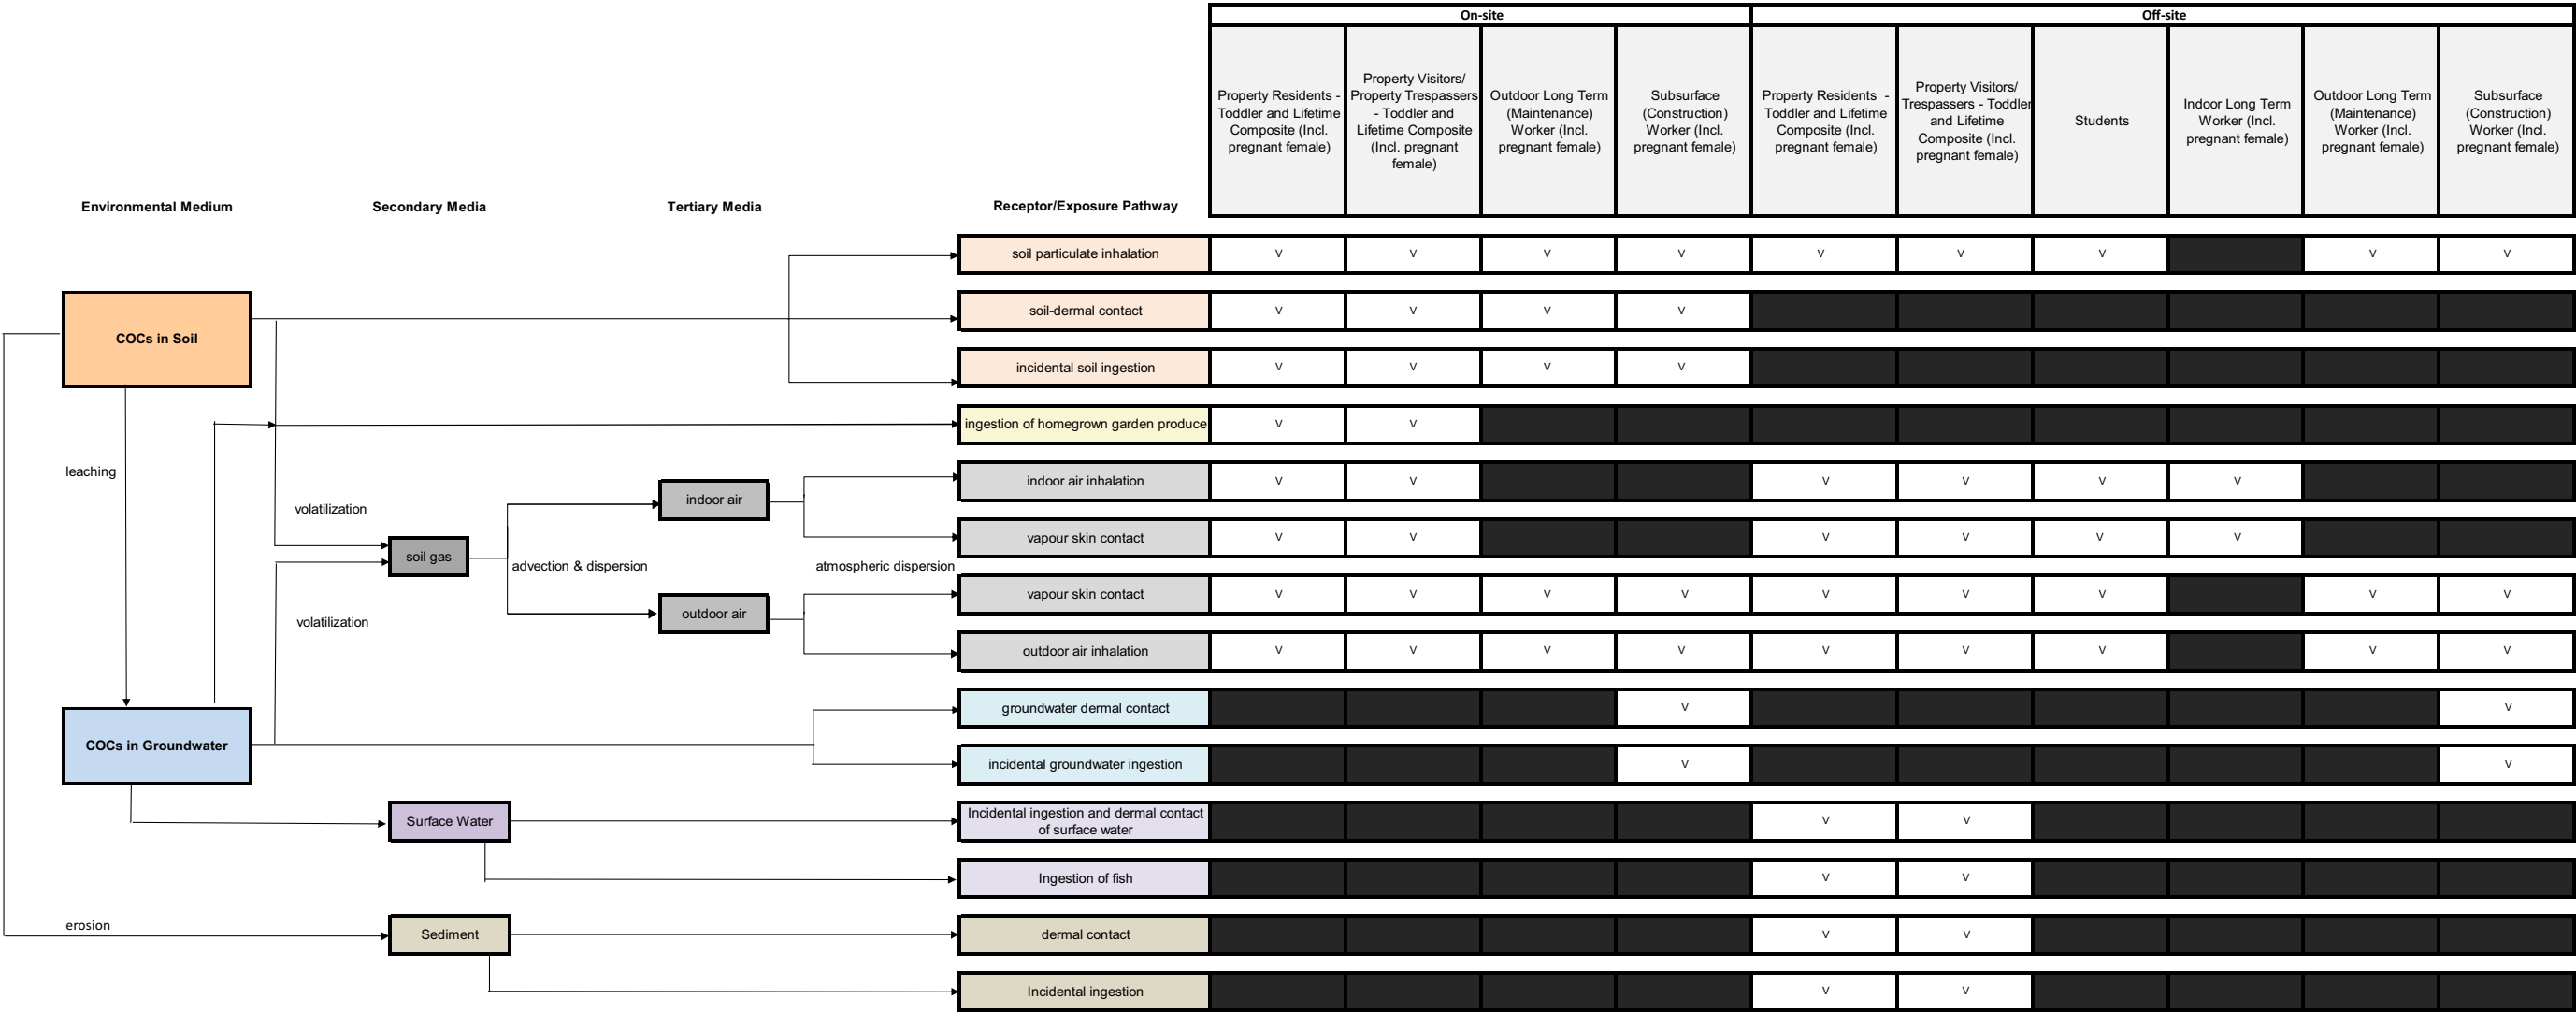 On-site
Off-site
Property Residents -
Toddler and Lifetime
Composite (Incl.
pregnant female)
Property Visitors/
Property Trespassers
- Toddler and
Lifetime Composite
(Incl. pregnant
female)
Outdoor Long Term
(Maintenance)
Worker (Incl.
pregnant female)
Subsurface
(Construction)
Worker (Incl.
pregnant female)
Property Residents -
Toddler and Lifetime
Composite (Incl.
pregnant female)
Property Visitors/
Trespassers - Toddler
and Lifetime
Composite (Incl.
pregnant female)
Students
Indoor Long Term
Worker (Incl.
pregnant female)
Outdoor Long Term
(Maintenance)
Worker (Incl.
pregnant female)
Subsurface
(Construction)
Worker (Incl.
pregnant female)
Environmental Medium
Secondary Media
Tertiary Media
Receptor/Exposure Pathway
soil particulate inhalation V V V V V V V V V
COCs in Soil
soil-dermal contact V V V V
incidental soil ingestion V V V V
ingestion of homegrown garden produce V V
leaching
indoor air inhalation V V V V V V
volatilization
indoor air
vapour skin contact V V V V V V
soil gas
advection & dispersion
atmospheric dispersion
vapour skin contact V V V V V V V V V
volatilization
outdoor air
outdoor air inhalation V V V V V V V V V
groundwater dermal contact V V
COCs in Groundwater
incidental groundwater ingestion V V
Surface Water
Incidental ingestion and dermal contact
of surface water V V
Ingestion of fish V V
erosion
Sediment
dermal contact V V
Incidental ingestion V V